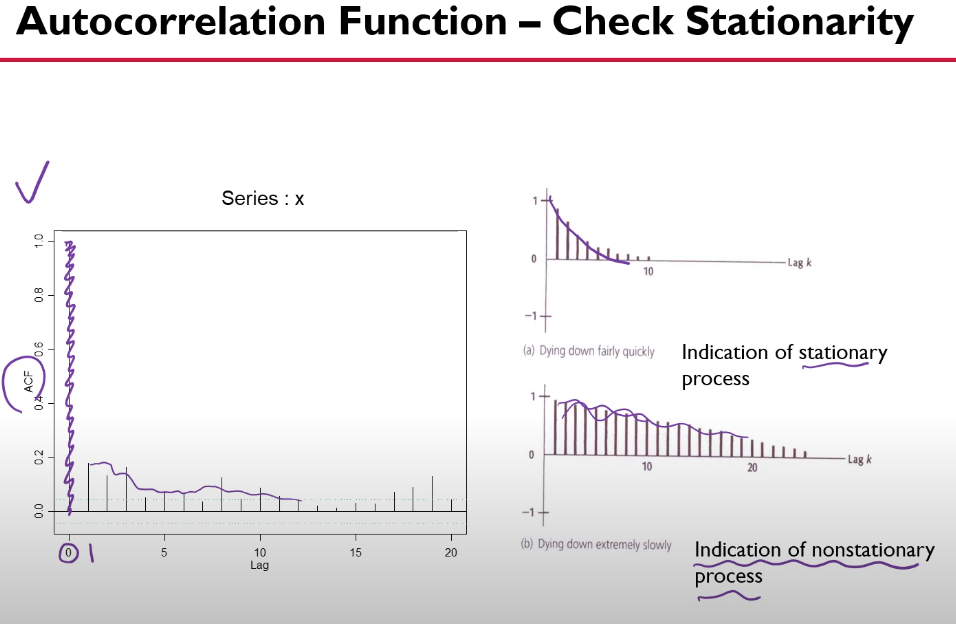 Autocorrelation Function – Check Stationarity
Series : x
1.0
0.8
0.6
0.4
0.2
0.0
ACF
0 1
5
10
15
20
Lag
1
0
-1
10
Lag k
(a) Dying down fairly quickly
Indication of stationary
process
1
0
-1
10
20
Lag k
(b) Dying down extremely slowly
Indication of nonstationary
process